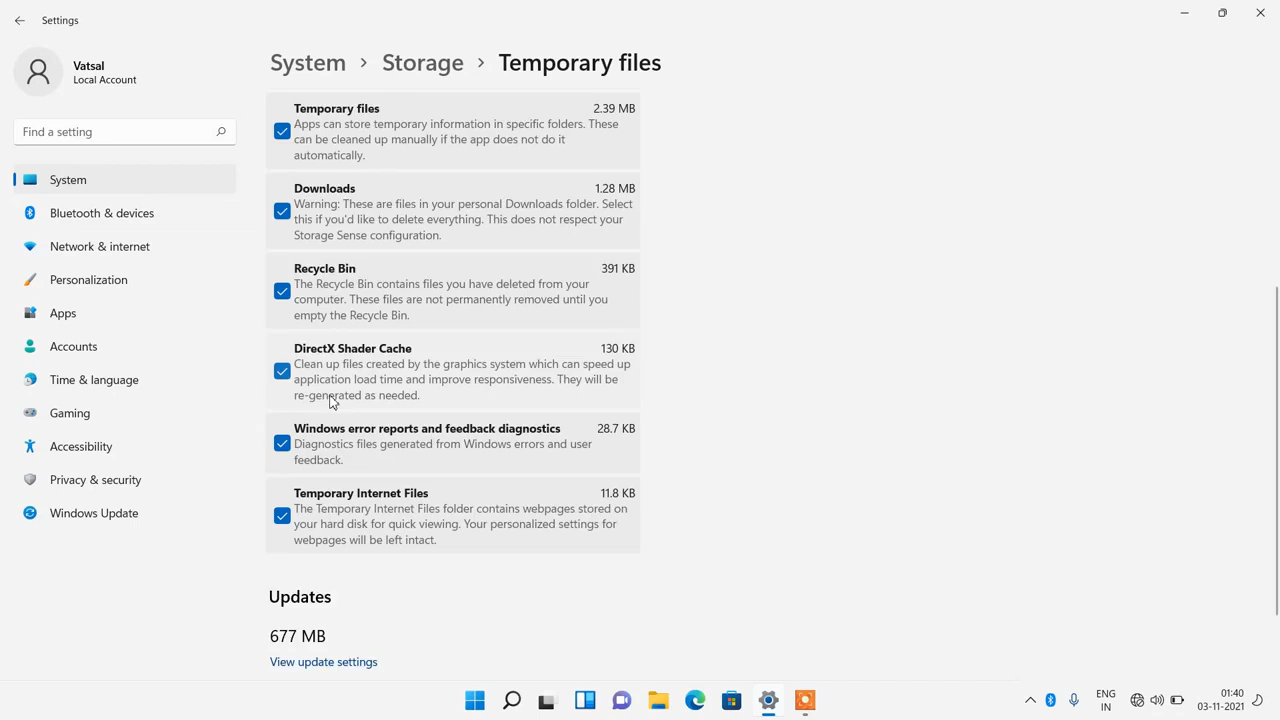 Settings
Vatsal
Local Account
Find a setting
System
Bluetooth & devices
Network & internet
Personalization
Apps
Accounts
Time & language
Gaming
Accessibility
Privacy & security
Windows Update
System > Storage > Temporary files
Temporary files 2.39 MB
Apps can store temporary information in specific folders. These
can be cleaned up manually if the app does not do it
automatically.
Downloads 1.28 MB
Warning: These are files in your personal Downloads folder. Select
this if you'd like to delete everything. This does not respect your
Storage Sense configuration.
Recycle Bin 391 KB
The Recycle Bin contains files you have deleted from your
computer. These files are not permanently removed until you
empty the Recycle Bin.
DirectX Shader Cache 130 KB
Clean up files created by the graphics system which can speed up
application load time and improve responsiveness. They will be
re-generated as needed.
Windows error reports and feedback diagnostics 28.7 KB
Diagnostics files generated from Windows errors and user
feedback.
Temporary Internet Files 11.8 KB
The Temporary Internet Files folder contains webpages stored on
your hard disk for quick viewing. Your personalized settings for
webpages will be left intact.
Updates
677 MB
View update settings
ENG
IN
01:40
03-11-2021